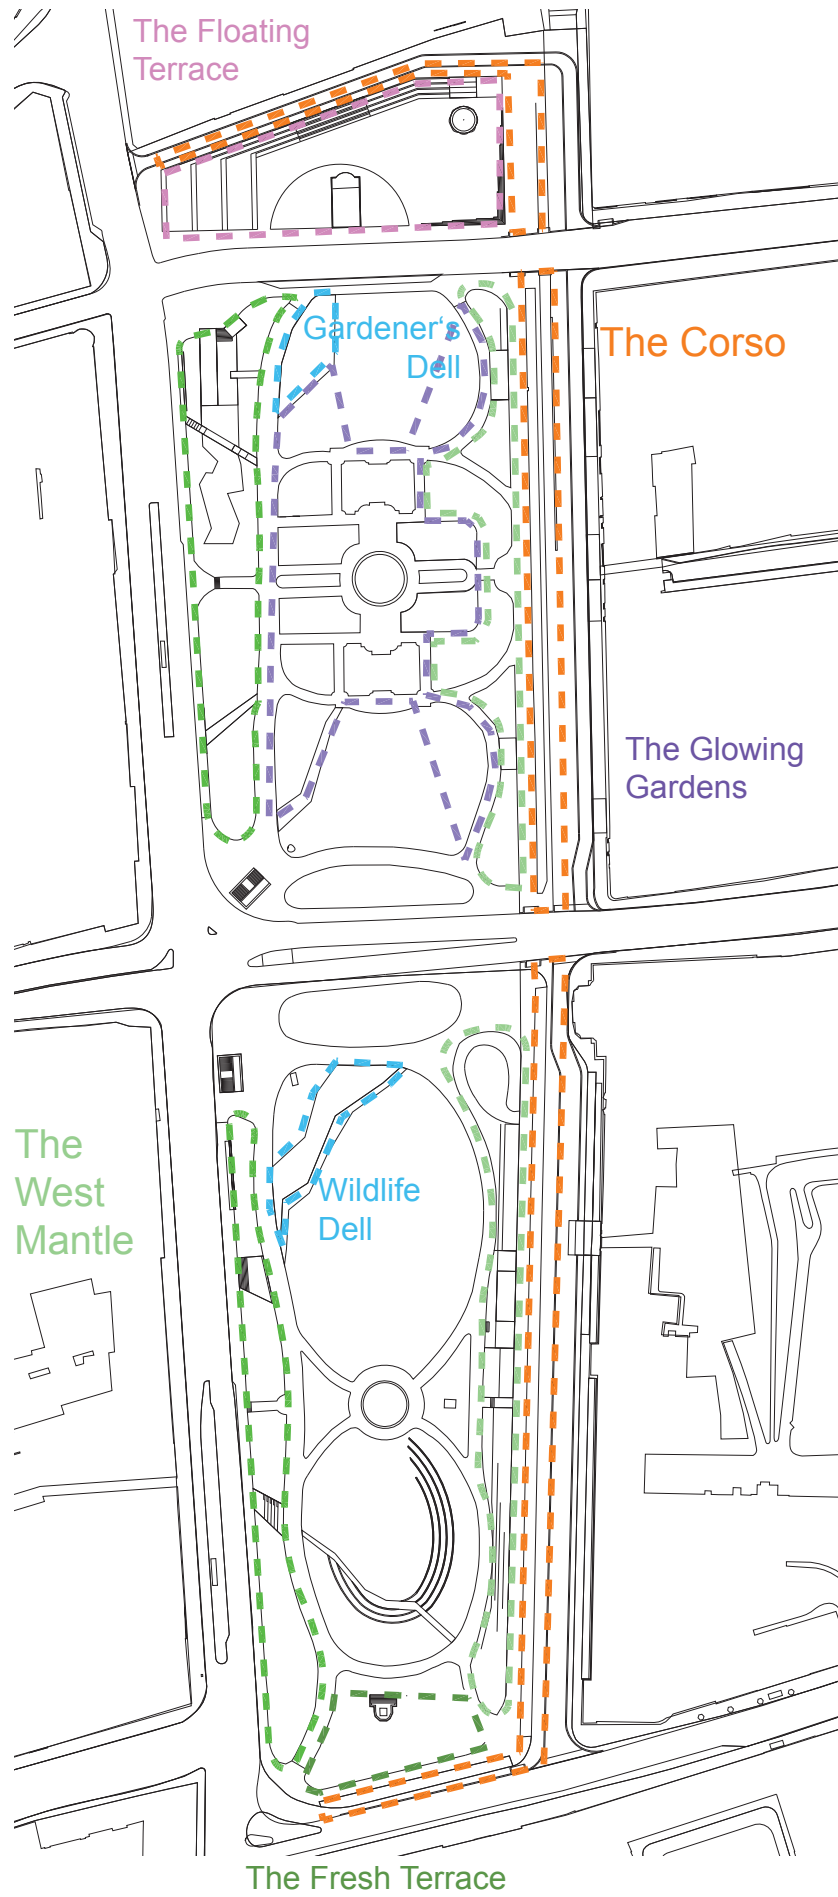 The Floating
Terrace
Gardener's
Dell
The Corso
The Glowing
Gardens
The
West
Mantle
Wildlife
Dell
The Fresh Terrace